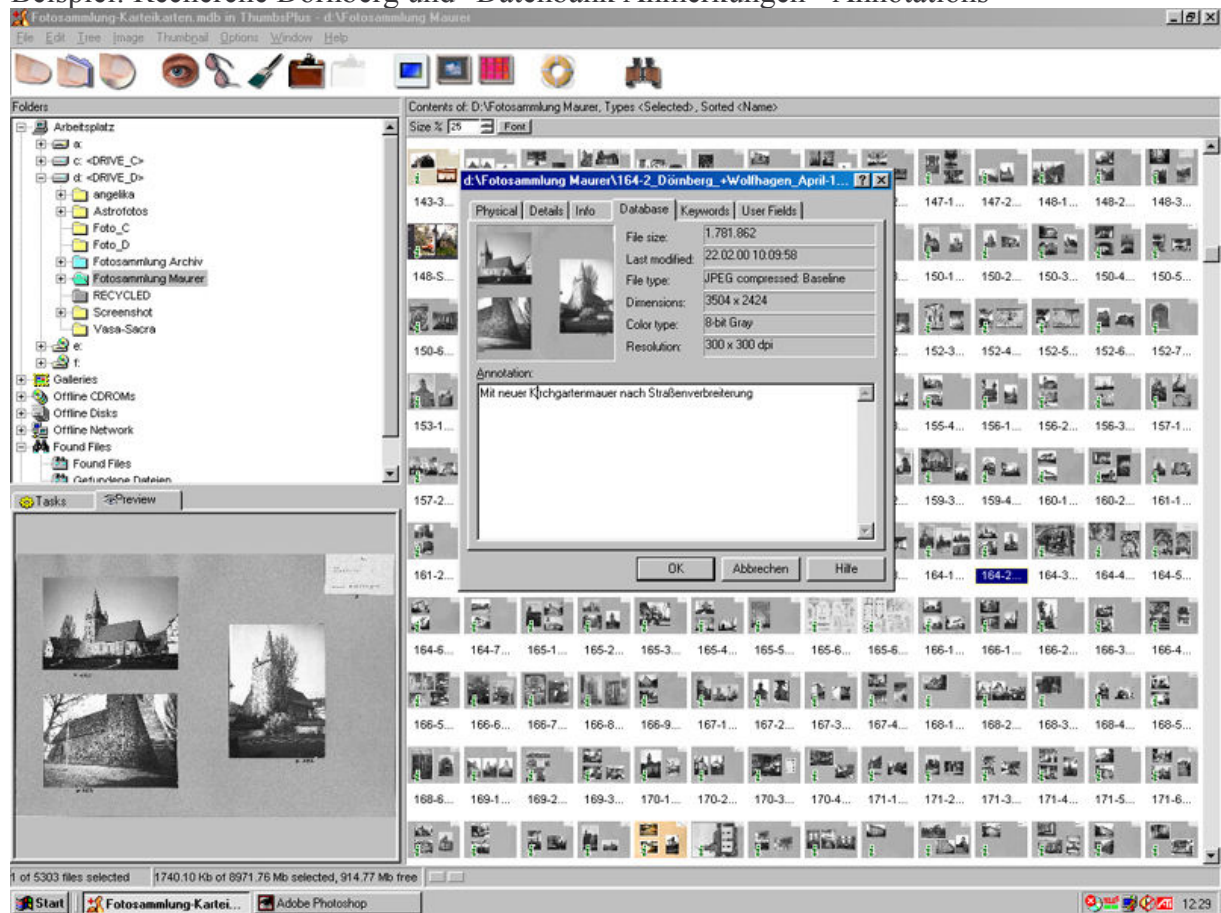 Beispiel: Recherche Dörnberg und "Datenbank Anmerkungen = Annotations"
Fotosammlung-Karteikarten.mdb in ThumbsPlus - d:\Fotosammlung Maurer
File Edit Tree Image Thumbnail Options Window Help
Folders
Arbeitsplatz
a:
c: <DRIVE_C>
d: <DRIVE_D>
angelika
Astrofotos
Foto_C
Foto_D
Fotosammlung Archiv
Fotosammlung Maurer
RECYCLED
Screenshot
Vasa-Sacra
e:
f:
Galleries
Offline CDROMs
Offline Disks
Offline Network
Found Files
Found Files
Gefundene Dateien
Tasks Preview
Contents of: D:\Fotosammlung Maurer, Types <Selected>, Sorted <Name>
Size % 25 Font
d:\Fotosammlung Maurer\164-2_Dörnberg_+Wolfhagen_April-1...
Physical Details Info Database Keywords User Fields
File size: 1.781.862
Last modified: 22.02.00 10:09:58
File type: JPEG compressed: Baseline
Dimensions: 3504 x 2424
Color type: 8-bit Gray
Resolution: 300 x 300 dpi
Annotation:
Mit neuer Kirchgartenmauer nach Straßenverbreiterung
OK Abbrechen Hilfe
143-3... 147-1... 147-2... 148-1... 148-2... 148-3...
148-S... 150-1... 150-2... 150-3... 150-4... 150-5...
150-6... 152-3... 152-4... 152-5... 152-6... 152-7...
153-1... 155-4... 156-1... 156-2... 156-3... 157-1...
157-2... 159-3... 159-4... 160-1... 160-2... 161-1...
161-2... 164-1... 164-2... 164-3... 164-4... 164-5...
164-6... 164-7... 165-1... 165-2... 165-3... 165-4... 165-5... 165-6... 165-6... 166-1... 166-1... 166-2... 166-3... 166-4...
166-5... 166-6... 166-7... 166-8... 166-9... 167-1... 167-2... 167-3... 167-4... 168-1... 168-2... 168-3... 168-4... 168-5...
168-6... 169-1... 169-2... 169-3... 170-1... 170-2... 170-3... 170-4... 171-1... 171-2... 171-3... 171-4... 171-5... 171-6...
1 of 5303 files selected 1740.10 Kb of 8971.76 Mb selected, 914.77 Mb free
Start Fotosammlung-Kartei... Adobe Photoshop 12:29